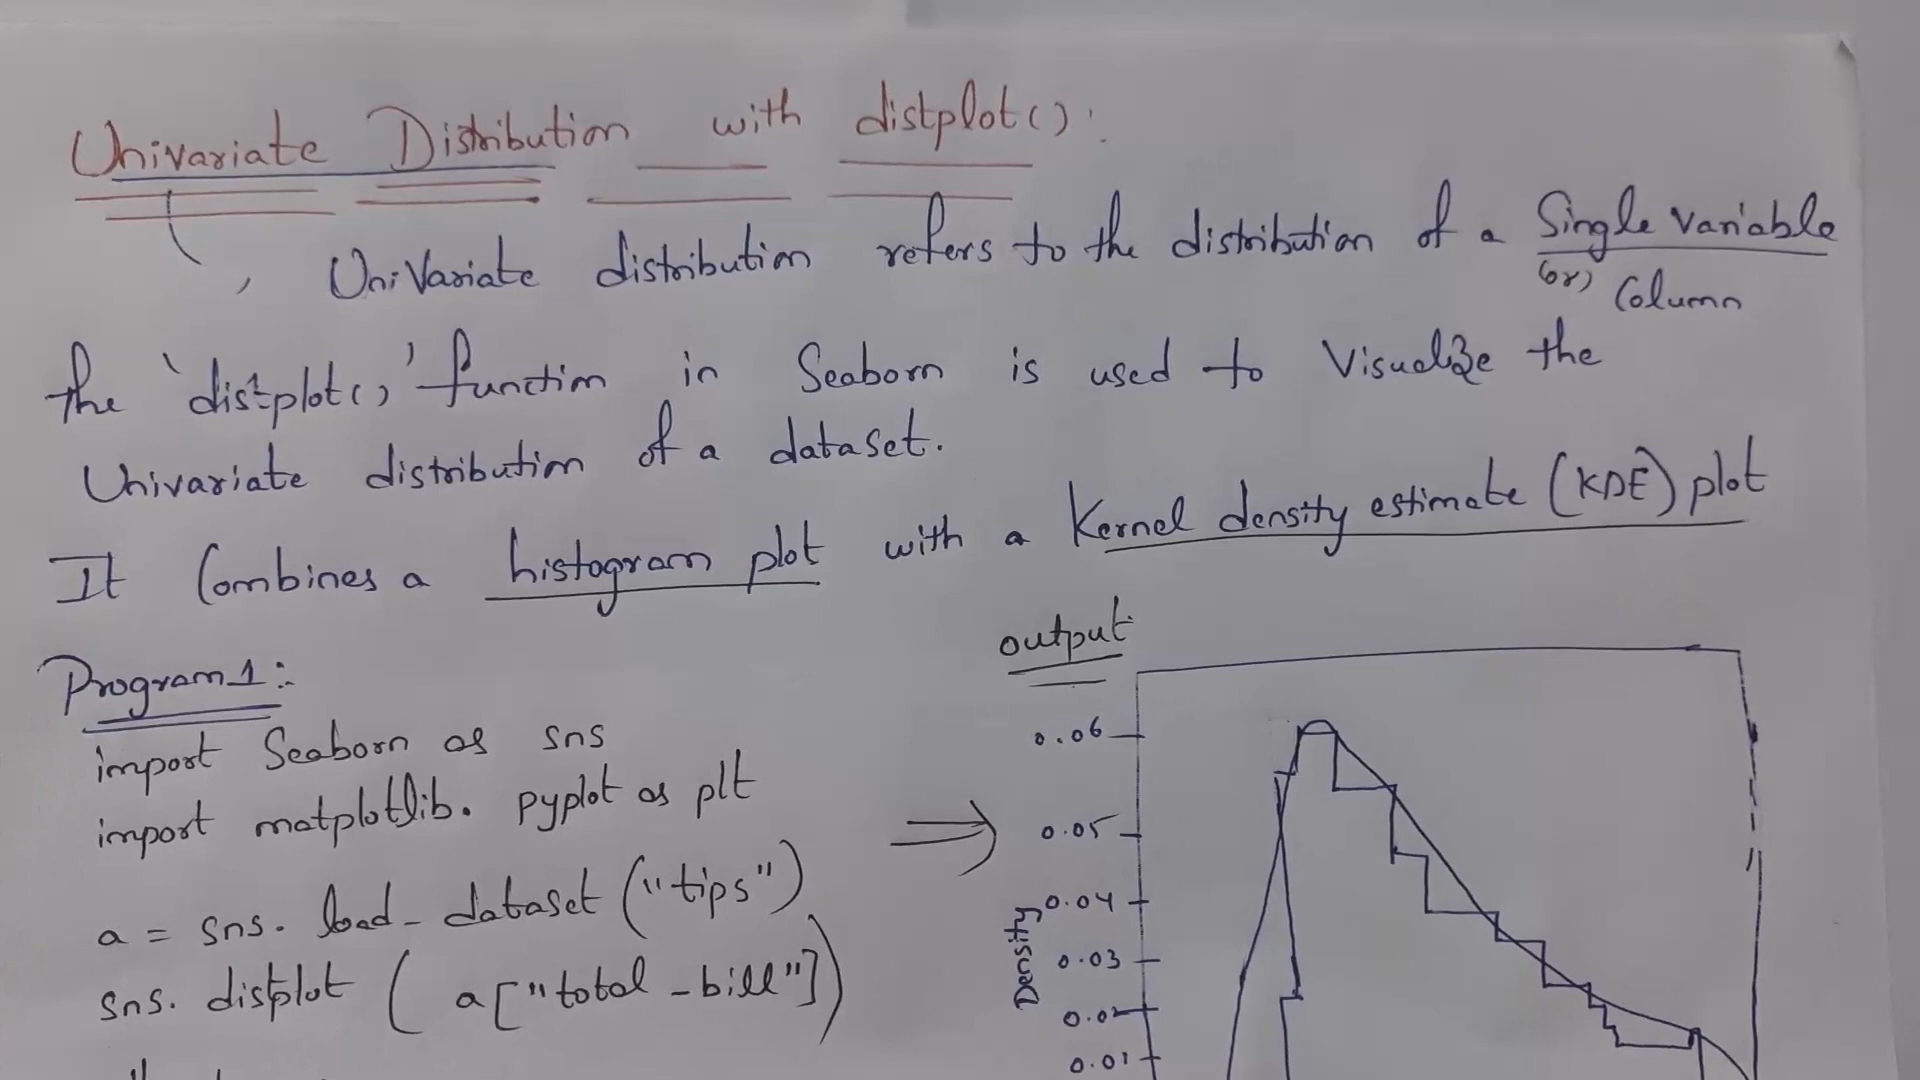 Univariate Distribution with distplot():
UniVariate distribution refers to the distribution of a Single variable
(or) Column
the 'distplot()' function in Seaborn is used to Visualize the
Univariate distribution of a dataset.
It Combines a histogram plot with a Kernel density estimate (KDE) plot
Program 1:
import Seaborn as sns
import matplotlib. pyplot as plt
a = sns. load_dataset ("tips")
sns. distplot ( a["total_bill"])
output
0.06
0.05
0.04
0.03
0.02
0.01
Density